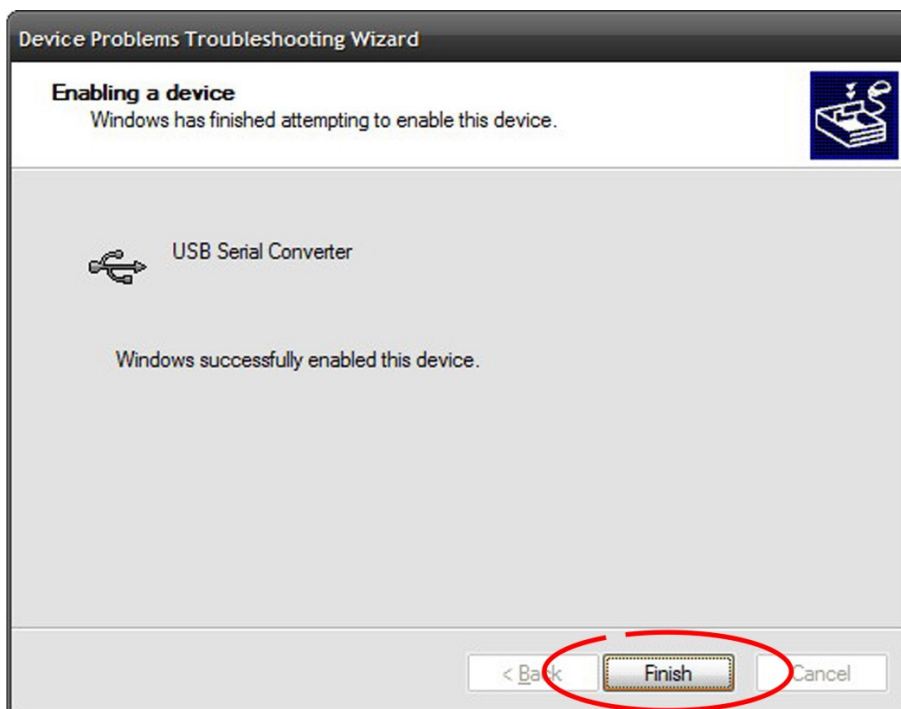 Device Problems Troubleshooting Wizard
Enabling a device
Windows has finished attempting to enable this device.
USB Serial Converter
Windows successfully enabled this device.
< Back Finish Cancel